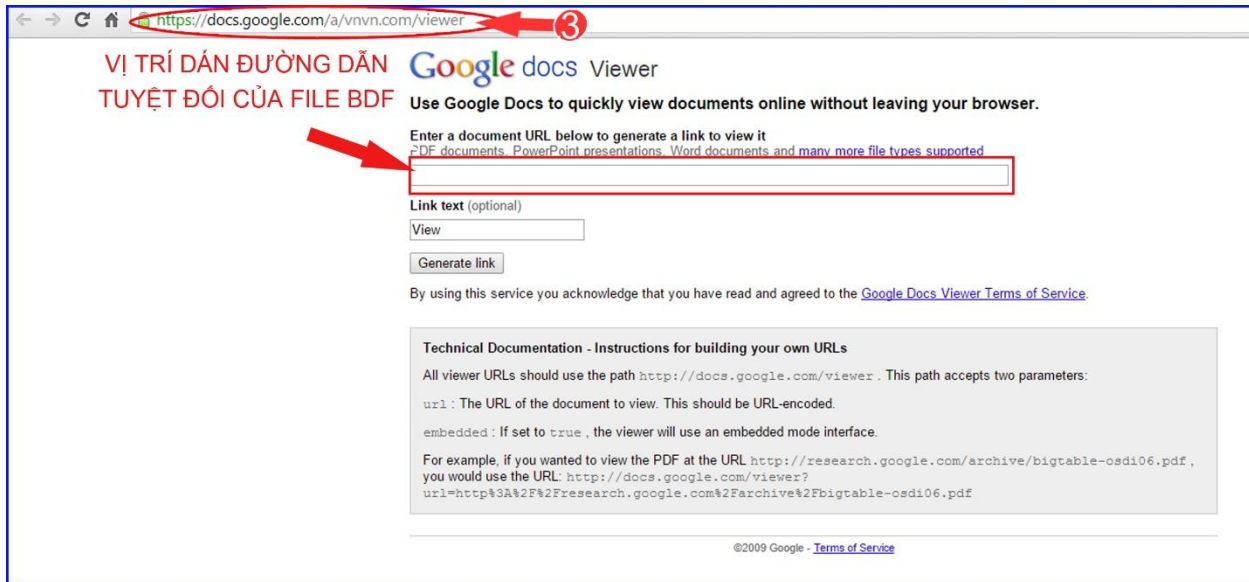 https://docs.google.com/a/vnvn.com/viewer
3
VỊ TRÍ DÁN ĐƯỜNG DẪN
TUYỆT ĐỐI CỦA FILE BDF
Google docs Viewer
Use Google Docs to quickly view documents online without leaving your browser.
Enter a document URL below to generate a link to view it
PDF documents, PowerPoint presentations, Word documents and many more file types supported
Link text (optional)
View
Generate link
By using this service you acknowledge that you have read and agreed to the Google Docs Viewer Terms of Service.
Technical Documentation - Instructions for building your own URLs
All viewer URLs should use the path http://docs.google.com/viewer . This path accepts two parameters:
url : The URL of the document to view. This should be URL-encoded.
embedded : If set to true , the viewer will use an embedded mode interface.
For example, if you wanted to view the PDF at the URL http://research.google.com/archive/bigtable-osdi06.pdf ,
you would use the URL: http://docs.google.com/viewer?
url=http%3A%2F%2Fresearch.google.com%2Farchive%2Fbigtable-osdi06.pdf
©2009 Google - Terms of Service